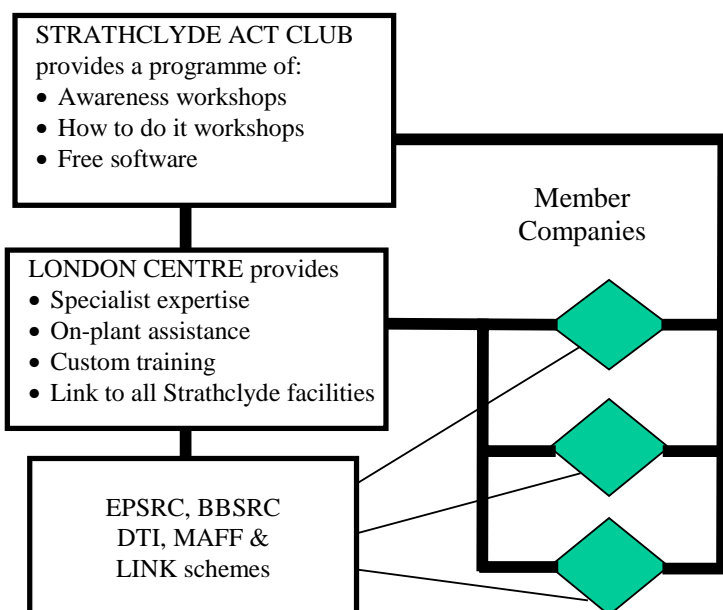 STRATHCLYDE ACT CLUB
provides a programme of:
• Awareness workshops
• How to do it workshops
• Free software
Member
Companies
LONDON CENTRE provides
• Specialist expertise
• On-plant assistance
• Custom training
• Link to all Strathclyde facilities
EPSRC, BBSRC
DTI, MAFF &
LINK schemes